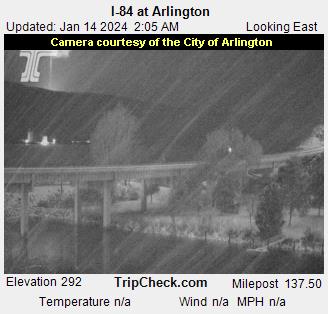 I-84 at Arlington
Updated: Jan 14 2024 2:05 AM Looking East
Camera courtesy of the City of Arlington
Elevation 292 TripCheck.com Milepost 137.50
Temperature n/a Wind n/a MPH n/a